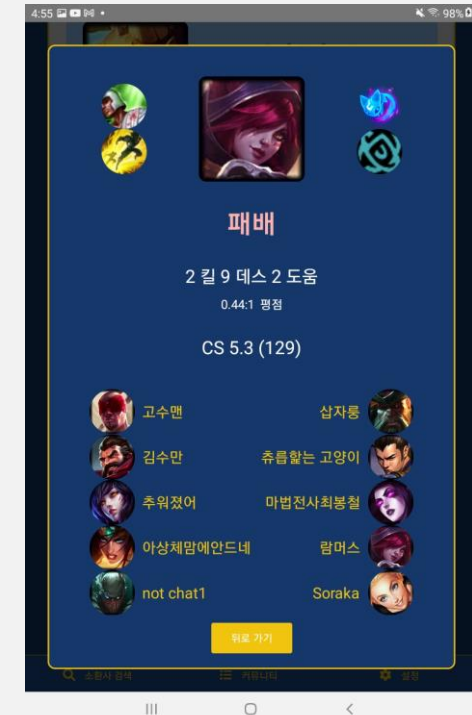 4:55 98%
패배
2 킬 9 데스 2 도움
0.44:1 평점
CS 5.3 (129)
고수맨 삽자룽
김수만 츄릅핥는 고양이
추워졌어 마법전사최봉철
아상체맘에안드네 람머스
not chat1 Soraka
뒤로 가기
소환사 검색 커뮤니티 설정